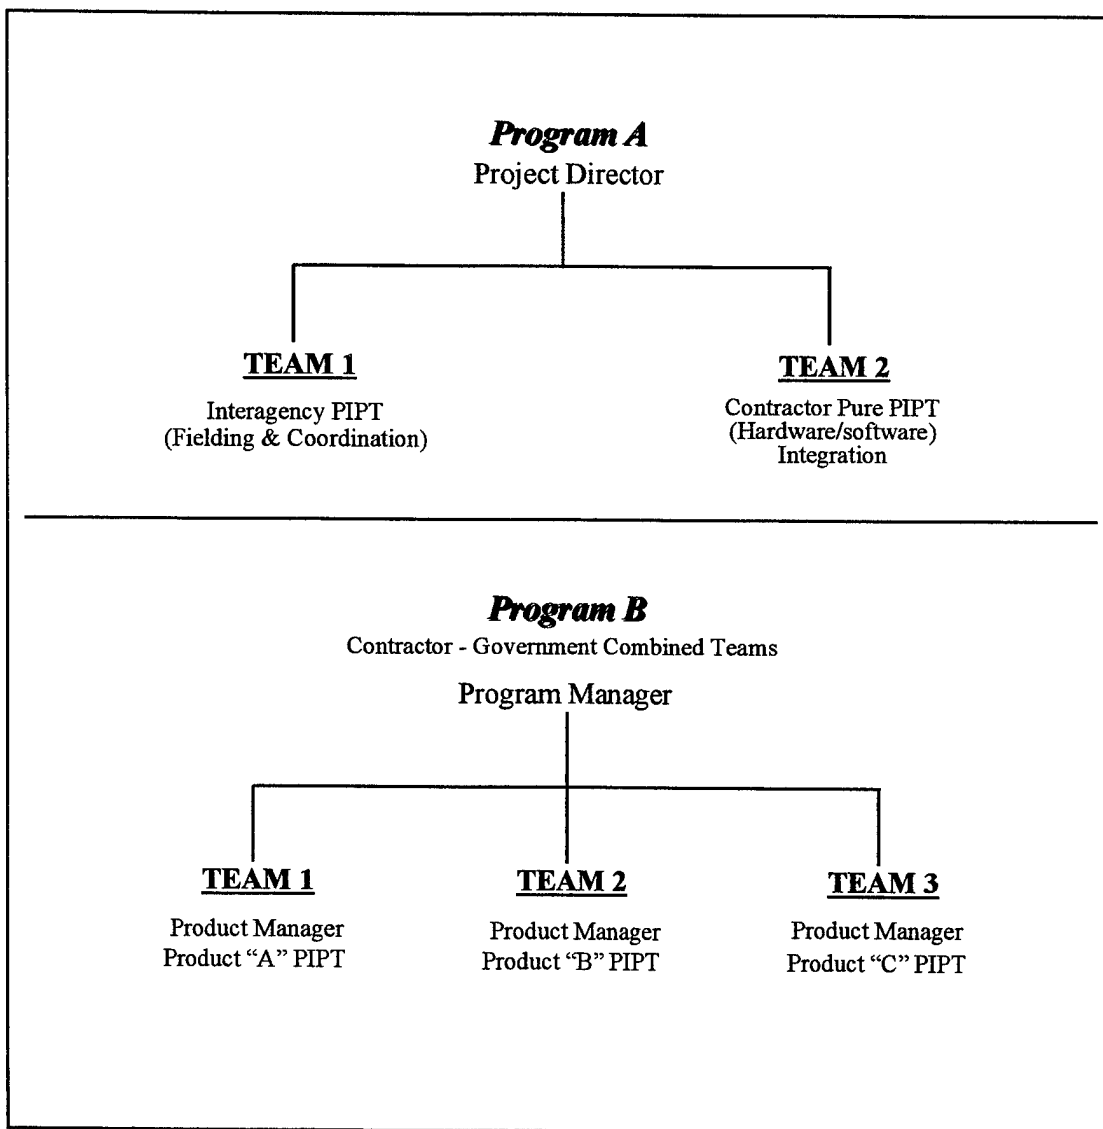 Program A
Project Director
TEAM 1
Interagency PIPT
(Fielding & Coordination)
TEAM 2
Contractor Pure PIPT
(Hardware/software)
Integration
Program B
Contractor - Government Combined Teams
Program Manager
TEAM 1
Product Manager
Product “A” PIPT
TEAM 2
Product Manager
Product “B” PIPT
TEAM 3
Product Manager
Product “C” PIPT